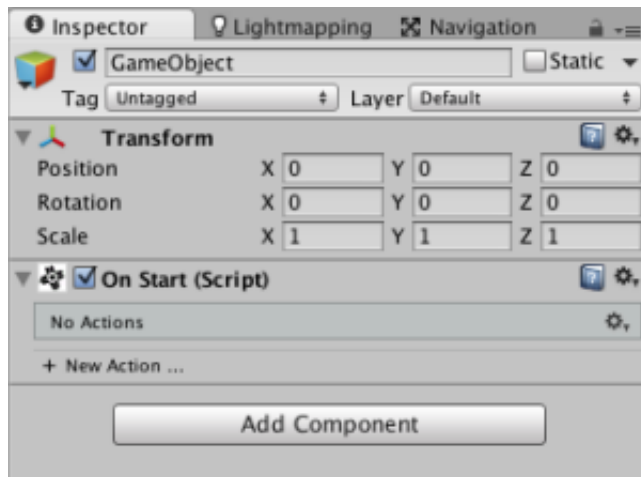 Inspector Lightmapping Navigation
GameObject Static
Tag Untagged Layer Default
Transform
Position X 0 Y 0 Z 0
Rotation X 0 Y 0 Z 0
Scale X 1 Y 1 Z 1
On Start (Script)
No Actions
+ New Action ...
Add Component